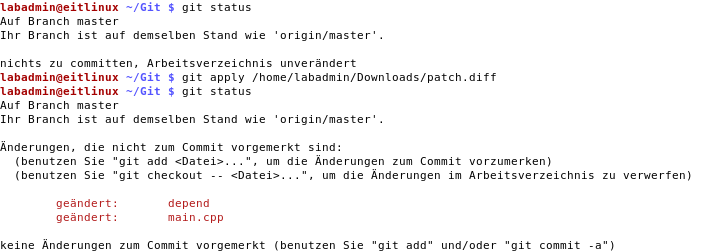 labadmin@eitlinux ~/Git $ git status
Auf Branch master
Ihr Branch ist auf demselben Stand wie 'origin/master'.
nichts zu committen, Arbeitsverzeichnis unverändert
labadmin@eitlinux ~/Git $ git apply /home/labadmin/Downloads/patch.diff
labadmin@eitlinux ~/Git $ git status
Auf Branch master
Ihr Branch ist auf demselben Stand wie 'origin/master'.
Änderungen, die nicht zum Commit vorgemerkt sind:
(benutzen Sie "git add <Datei>...", um die Änderungen zum Commit vorzumerken)
(benutzen Sie "git checkout -- <Datei>...", um die Änderungen im Arbeitsverzeichnis zu verwerfen)
geändert: depend
geändert: main.cpp
keine Änderungen zum Commit vorgemerkt (benutzen Sie "git add" und/oder "git commit -a")